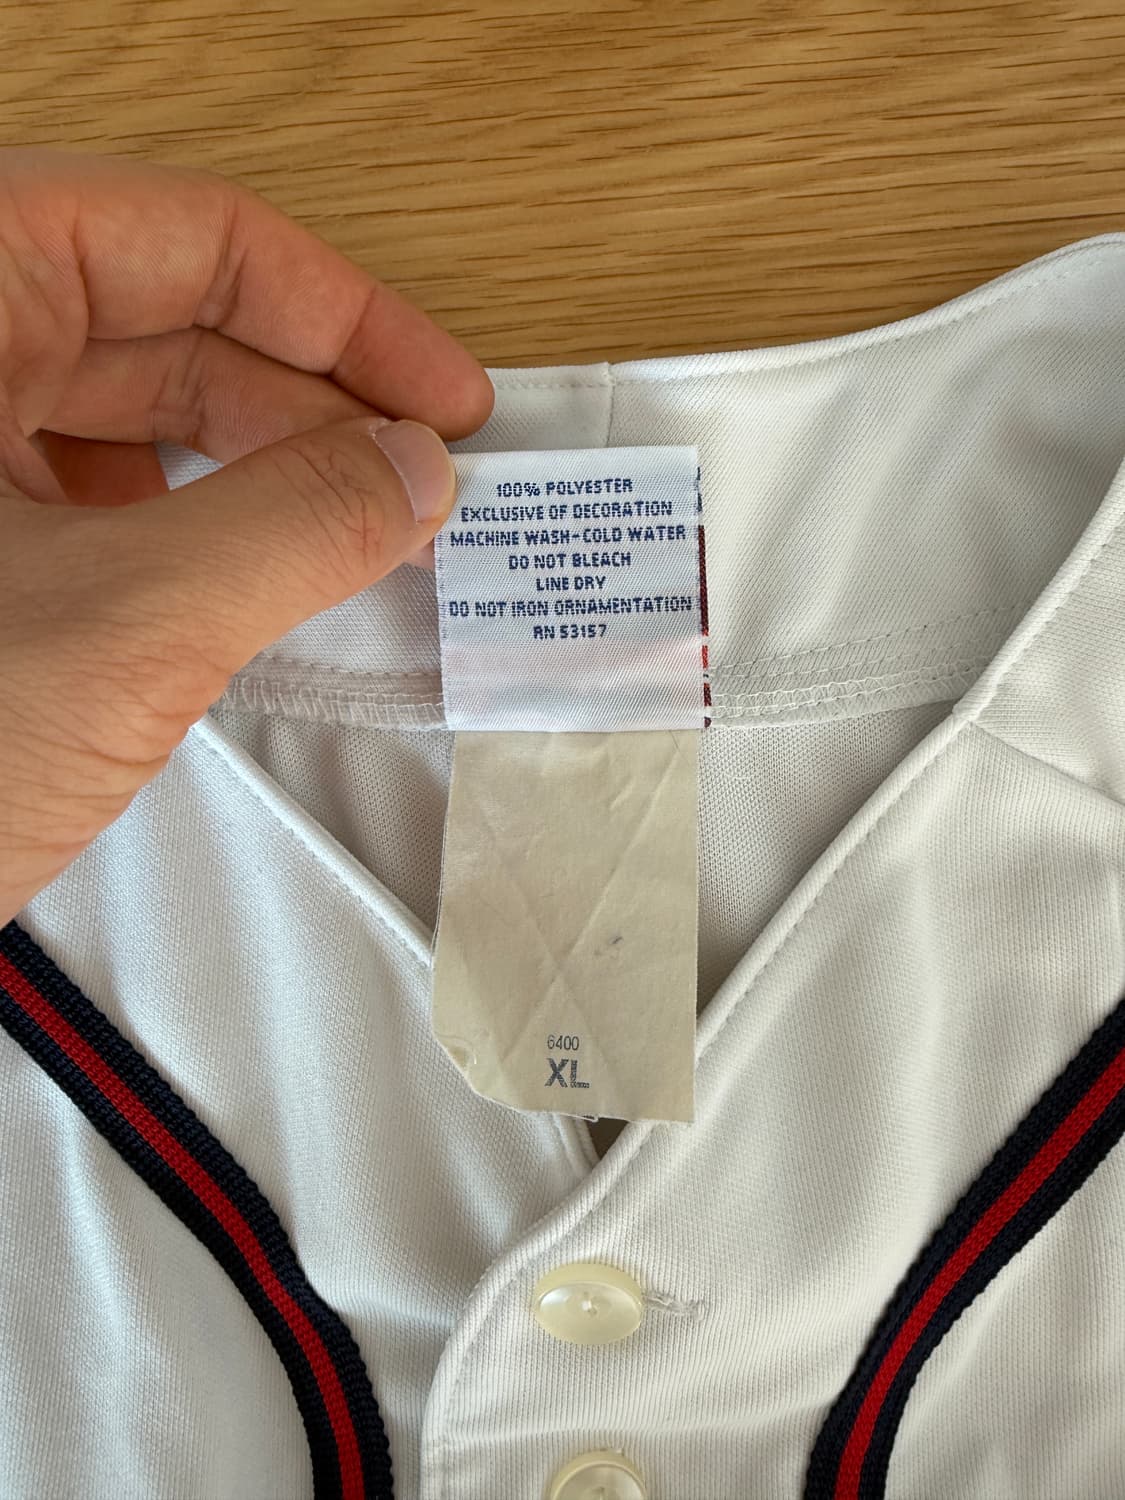 100% POLYESTER
EXCLUSIVE OF DECORATION
MACHINE WASH-COLD WATER
DO NOT BLEACH
LINE DRY
DO NOT IRON ORNAMENTATION
RN 53157
6400
XL